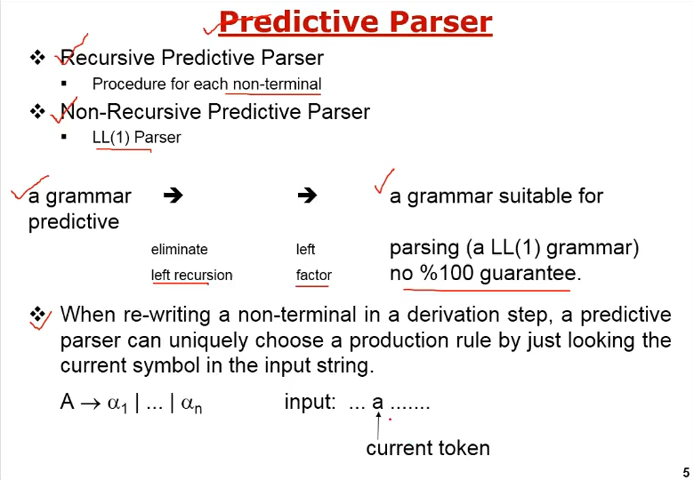 Predictive Parser
❖ Recursive Predictive Parser
▪ Procedure for each non-terminal
❖ Non-Recursive Predictive Parser
▪ LL(1) Parser
a grammar ➔ ➔ a grammar suitable for
predictive
eliminate left parsing (a LL(1) grammar)
left recursion factor no %100 guarantee.
❖ When re-writing a non-terminal in a derivation step, a predictive
parser can uniquely choose a production rule by just looking the
current symbol in the input string.
A → α₁ | ... | αₙ input: ... a .......
current token
5